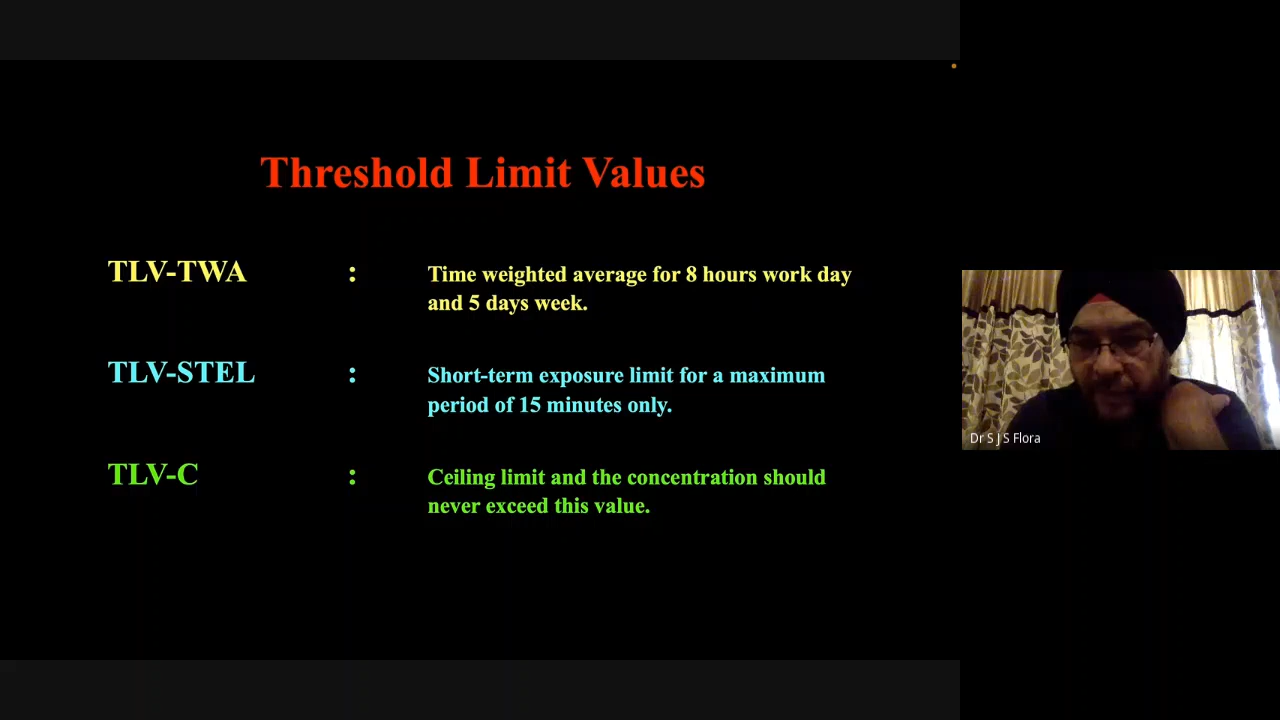 Threshold Limit Values
TLV-TWA : Time weighted average for 8 hours work day
and 5 days week.
TLV-STEL : Short-term exposure limit for a maximum
period of 15 minutes only.
TLV-C : Ceiling limit and the concentration should
never exceed this value.
Dr S J S Flora